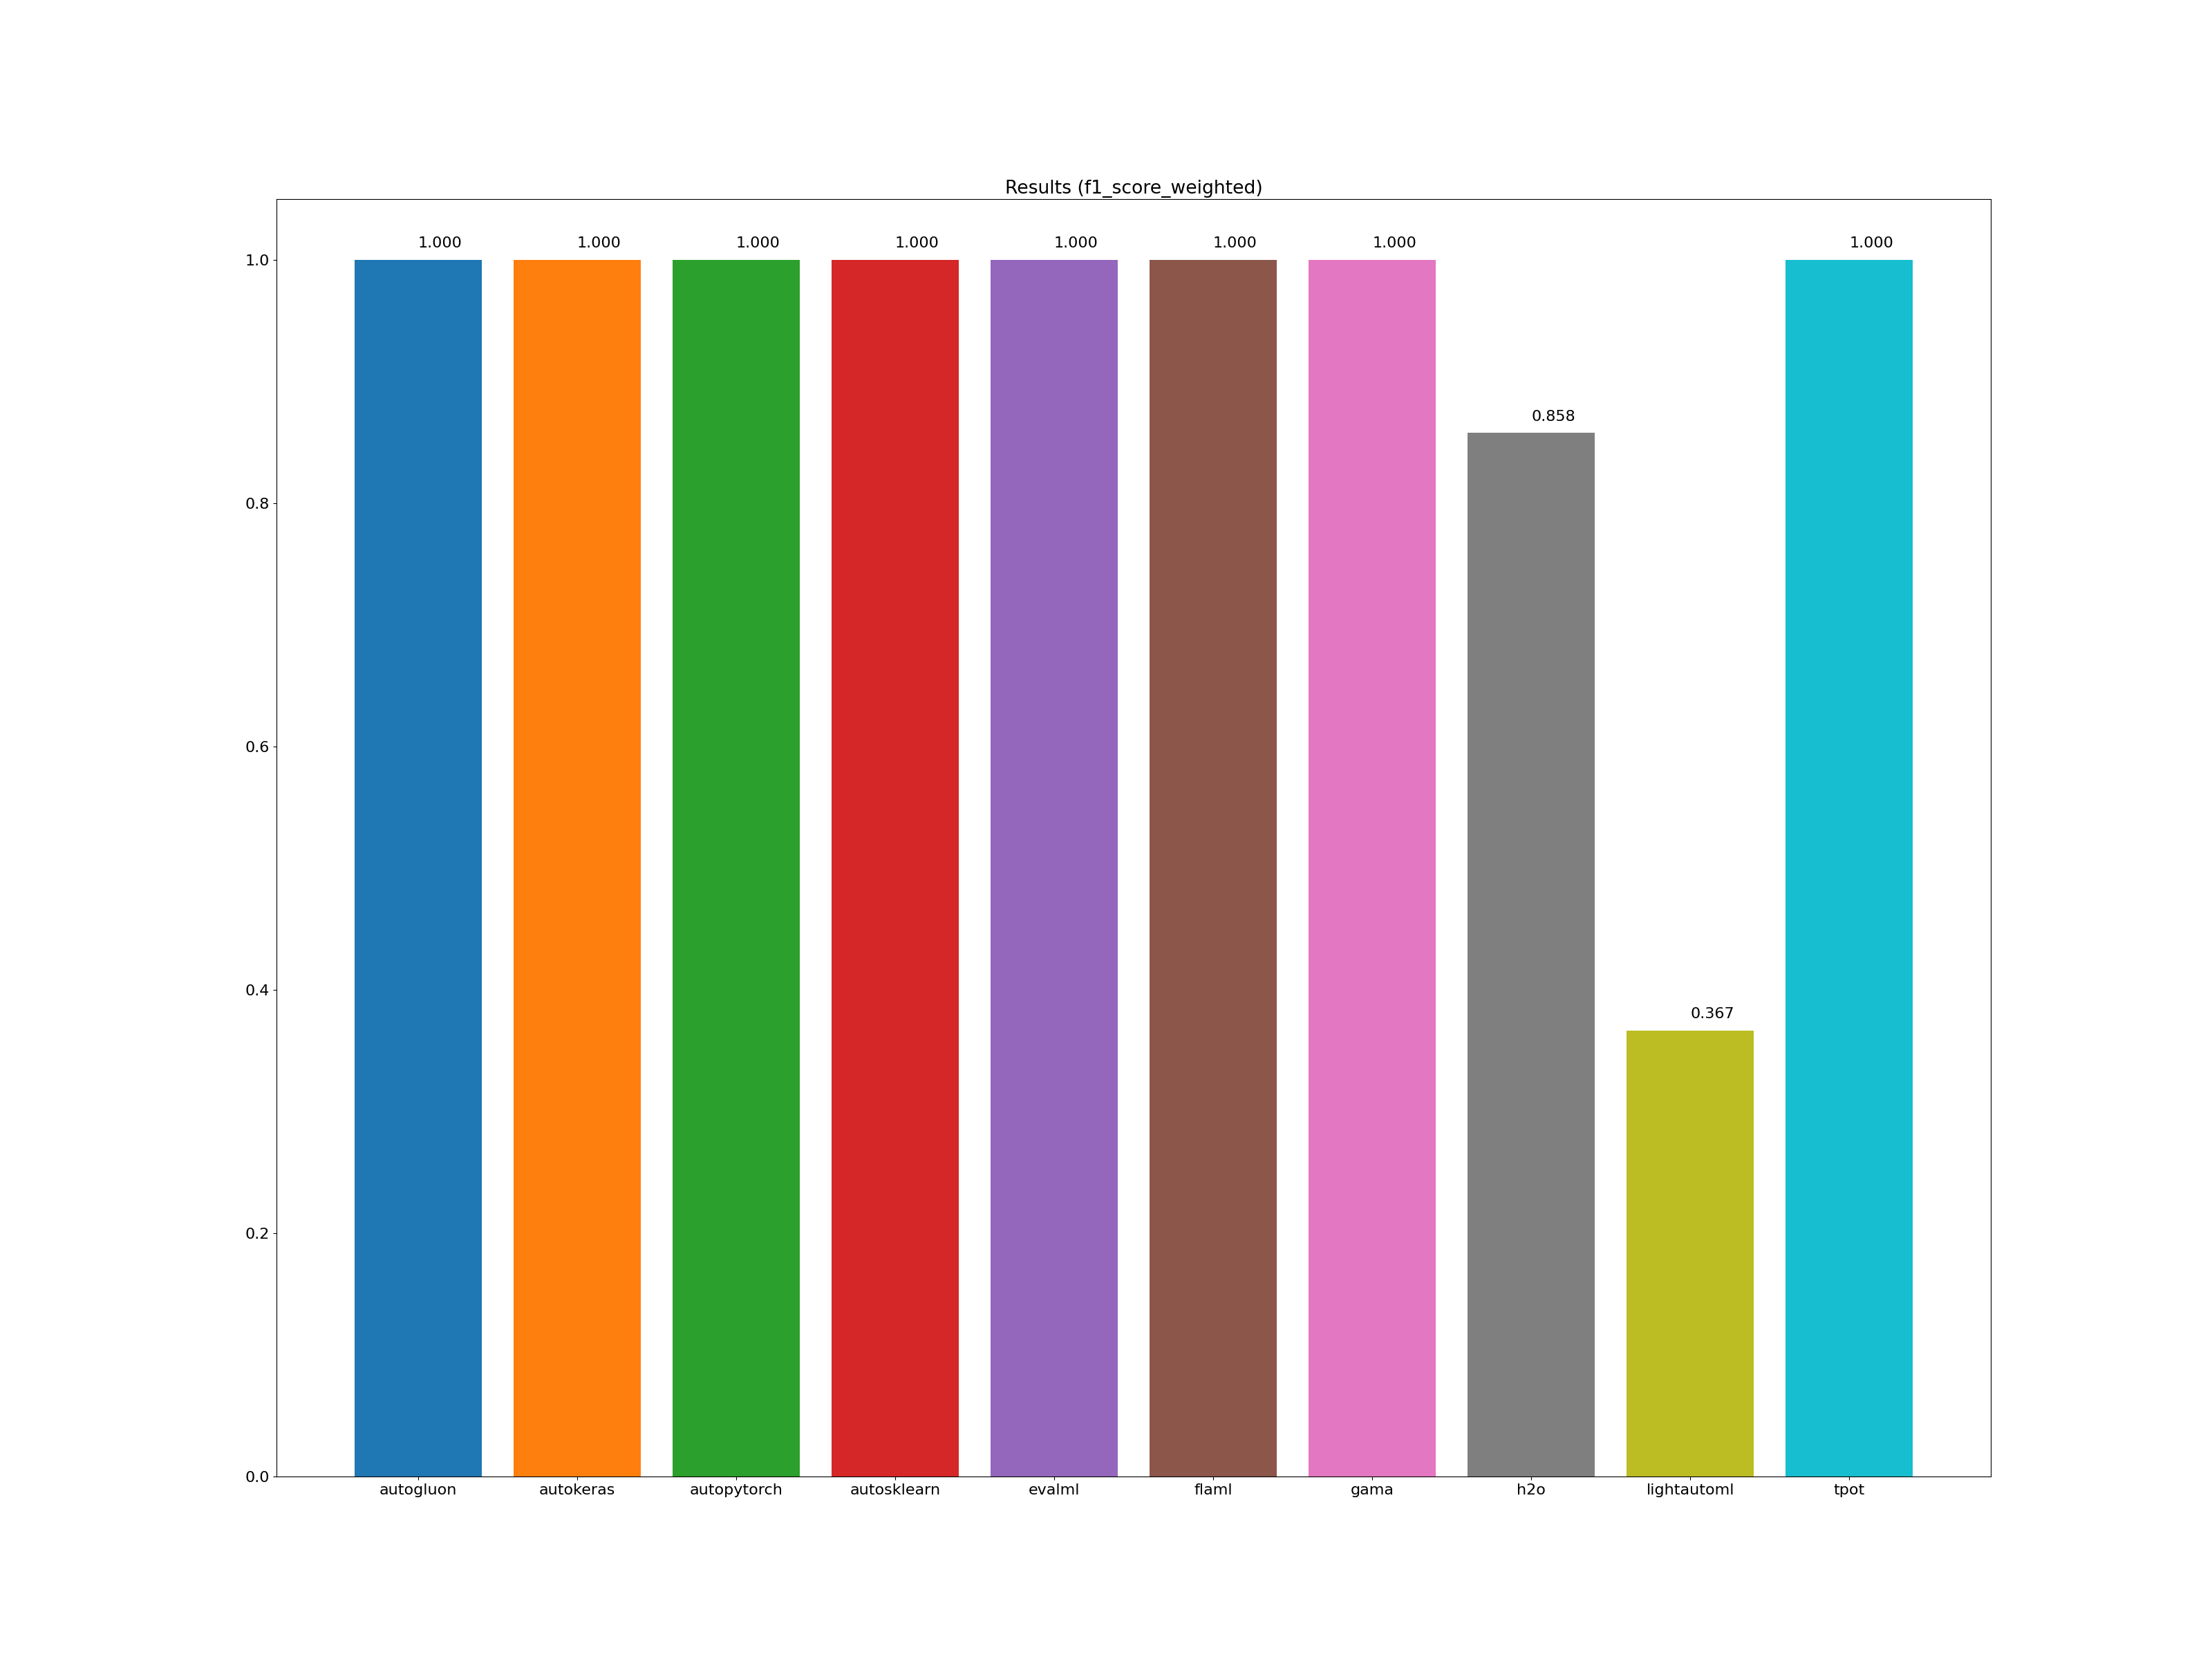 Results (f1_score_weighted)
1.000 1.000 1.000 1.000 1.000 1.000 1.000 1.000
1.0
0.858
0.8
0.6
0.4
0.367
0.2
0.0
autogluon autokeras autopytorch autosklearn evalml flaml gama h2o lightautoml tpot